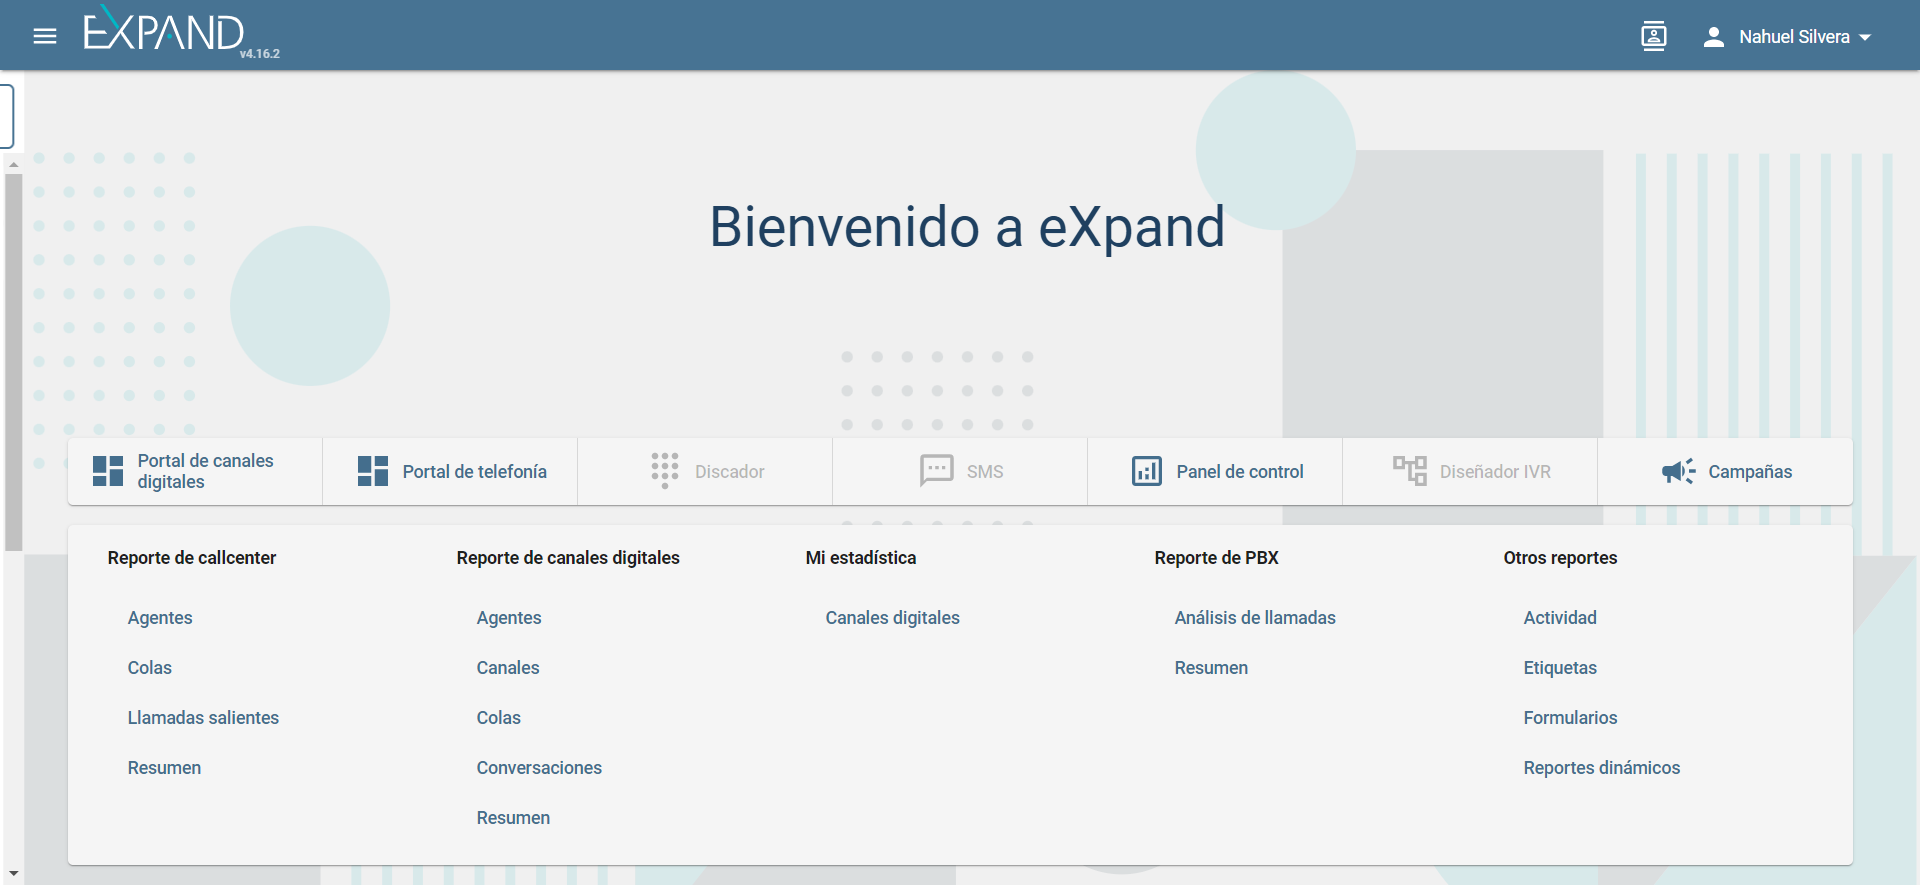 EXPAND
v4.16.2
Nahuel Silvera
Bienvenido a eXpand
Portal de canales
digitales
Portal de telefonía
Discador
SMS
Panel de control
Diseñador IVR
Campañas
Reporte de callcenter
Agentes
Colas
Llamadas salientes
Resumen
Reporte de canales digitales
Agentes
Canales
Colas
Conversaciones
Resumen
Mi estadística
Canales digitales
Reporte de PBX
Análisis de llamadas
Resumen
Otros reportes
Actividad
Etiquetas
Formularios
Reportes dinámicos